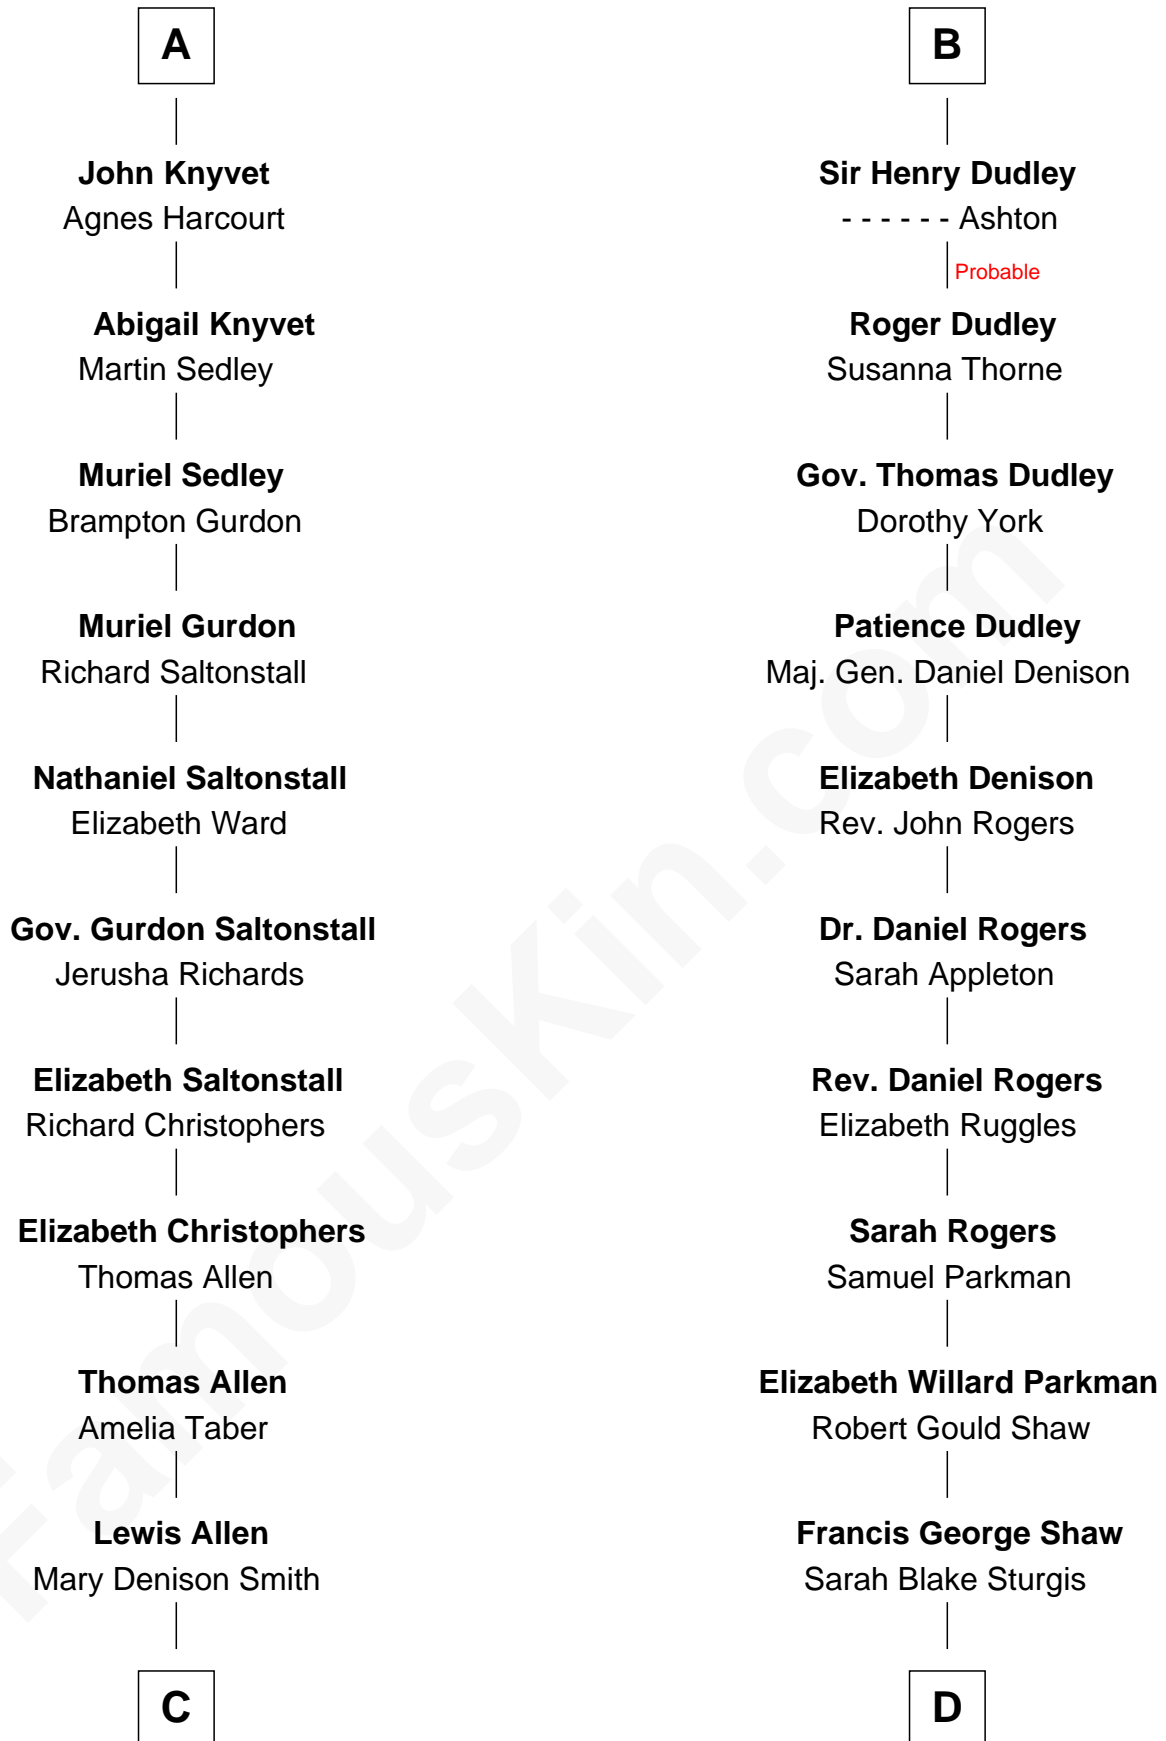 A
John Knyvet
Agnes Harcourt
Abigail Knyvet
Martin Sedley
Muriel Sedley
Brampton Gurdon
Muriel Gurdon
Richard Saltonstall
Nathaniel Saltonstall
Elizabeth Ward
Gov. Gurdon Saltonstall
Jerusha Richards
Elizabeth Saltonstall
Richard Christophers
Elizabeth Christophers
Thomas Allen
Thomas Allen
Amelia Taber
Lewis Allen
Mary Denison Smith
C
B
Sir Henry Dudley
- - - - - - Ashton
Probable
Roger Dudley
Susanna Thorne
Gov. Thomas Dudley
Dorothy York
Patience Dudley
Maj. Gen. Daniel Denison
Elizabeth Denison
Rev. John Rogers
Dr. Daniel Rogers
Sarah Appleton
Rev. Daniel Rogers
Elizabeth Ruggles
Sarah Rogers
Samuel Parkman
Elizabeth Willard Parkman
Robert Gould Shaw
Francis George Shaw
Sarah Blake Sturgis
D
FamousKin.com